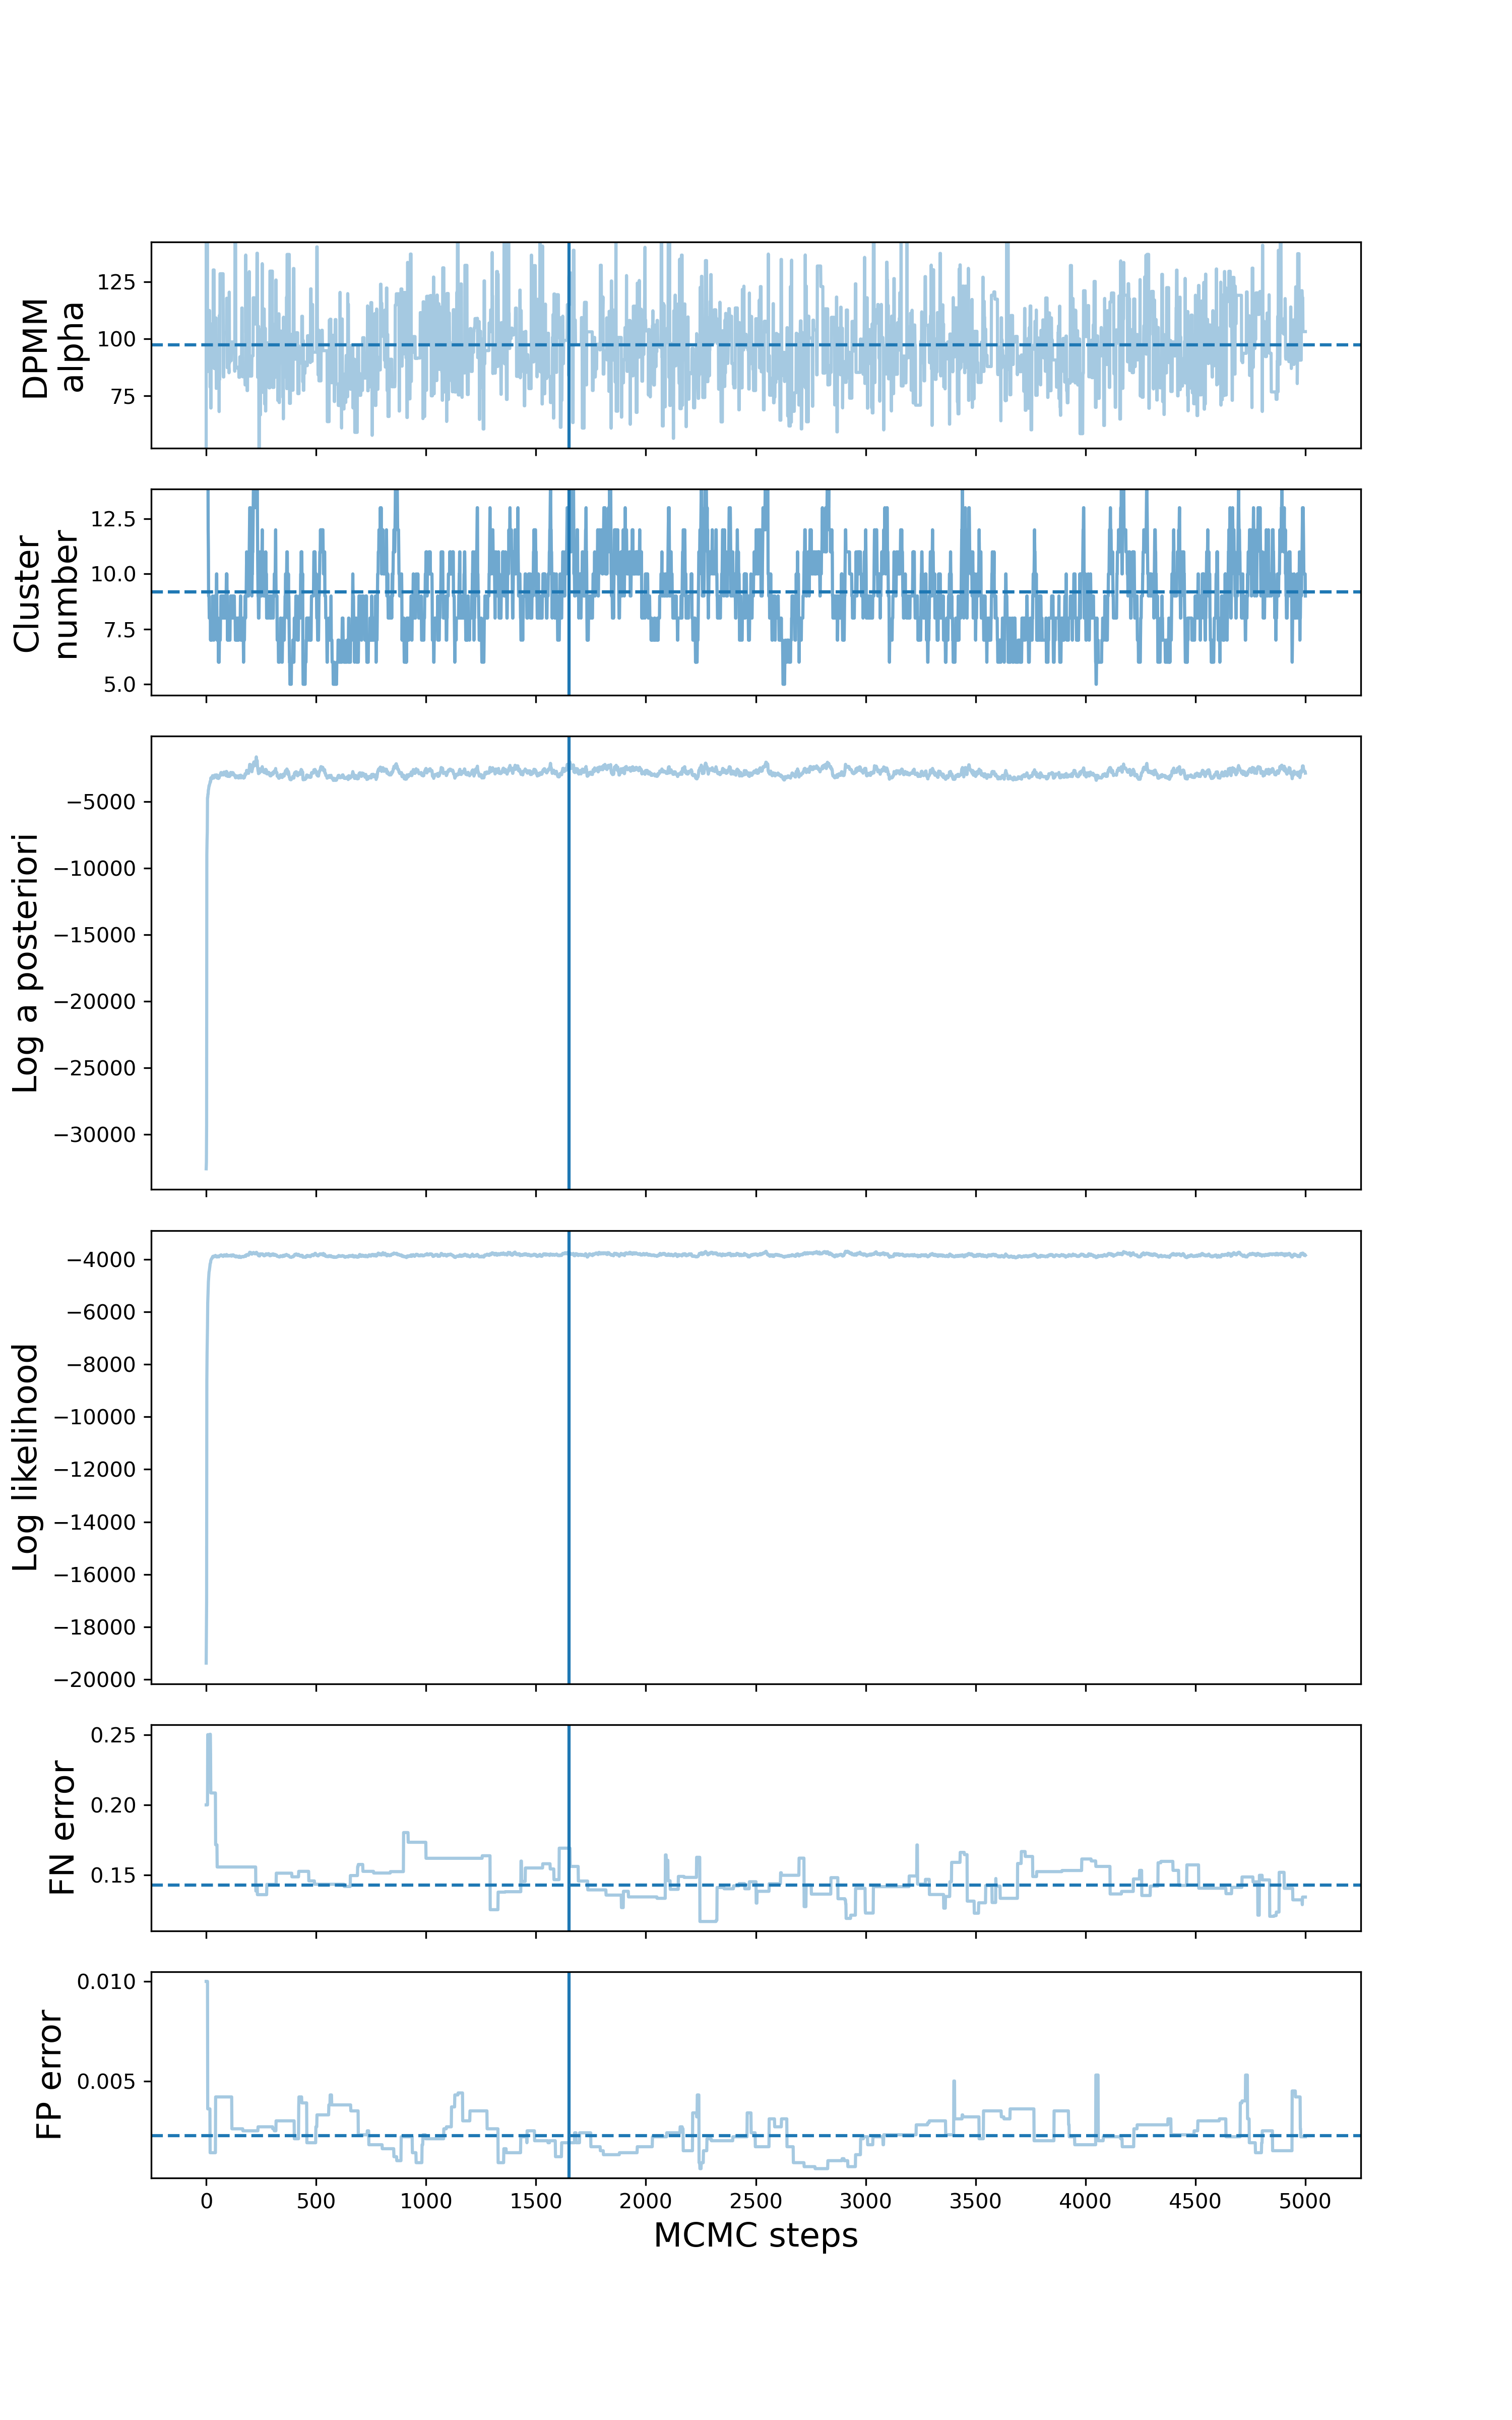 DPMM
alpha
125
100
75
Cluster
number
12.5
10.0
7.5
5.0
Log a posteriori
−5000
−10000
−15000
−20000
−25000
−30000
Log likelihood
−4000
−6000
−8000
−10000
−12000
−14000
−16000
−18000
−20000
FN error
0.25
0.20
0.15
FP error
0.010
0.005
0 500 1000 1500 2000 2500 3000 3500 4000 4500 5000
MCMC steps